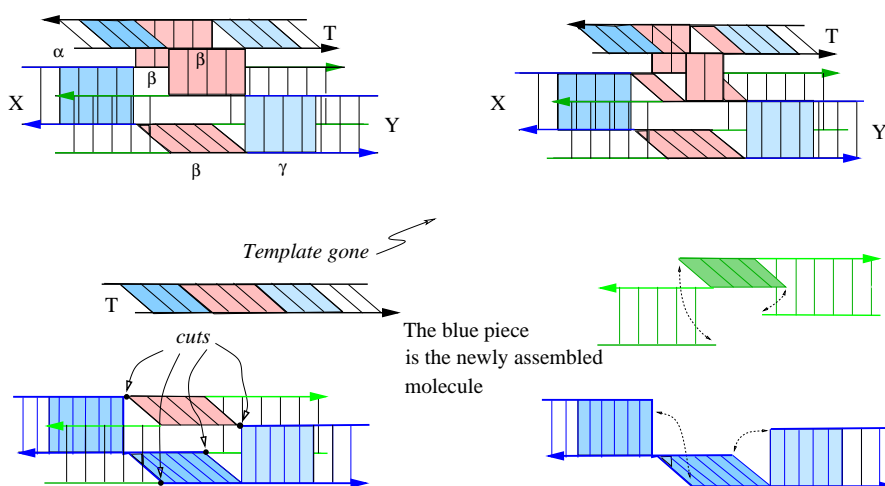 T
α
β
β
X
Y
β
γ
T
X
Y
Template gone
T
cuts
The blue piece
is the newly assembled
molecule